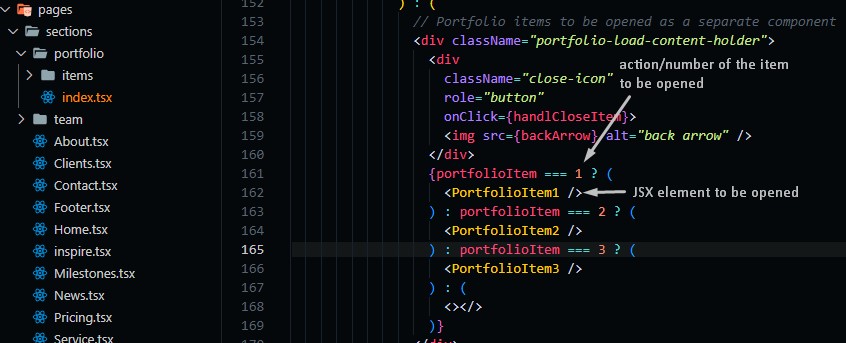 pages
sections
portfolio
items
index.tsx
team
About.tsx
Clients.tsx
Contact.tsx
Footer.tsx
Home.tsx
inspire.tsx
Milestones.tsx
News.tsx
Pricing.tsx
Service.tsx
152 ) : (
153 // Portfolio items to be opened as a separate component
154 <div className="portfolio-load-content-holder">
155 <div
156 className="close-icon"
157 role="button"
158 onClick={handlCloseItem}>
159 <img src={backArrow} alt="back arrow" />
160 </div>
161 {portfolioItem === 1 ? (
162 <PortfolioItem1 />
163 ) : portfolioItem === 2 ? (
164 <PortfolioItem2 />
165 ) : portfolioItem === 3 ? (
166 <PortfolioItem3 />
167 ) : (
168 <></>
169 )}
170 </div>
action/number of the item
to be opened
JSX element to be opened